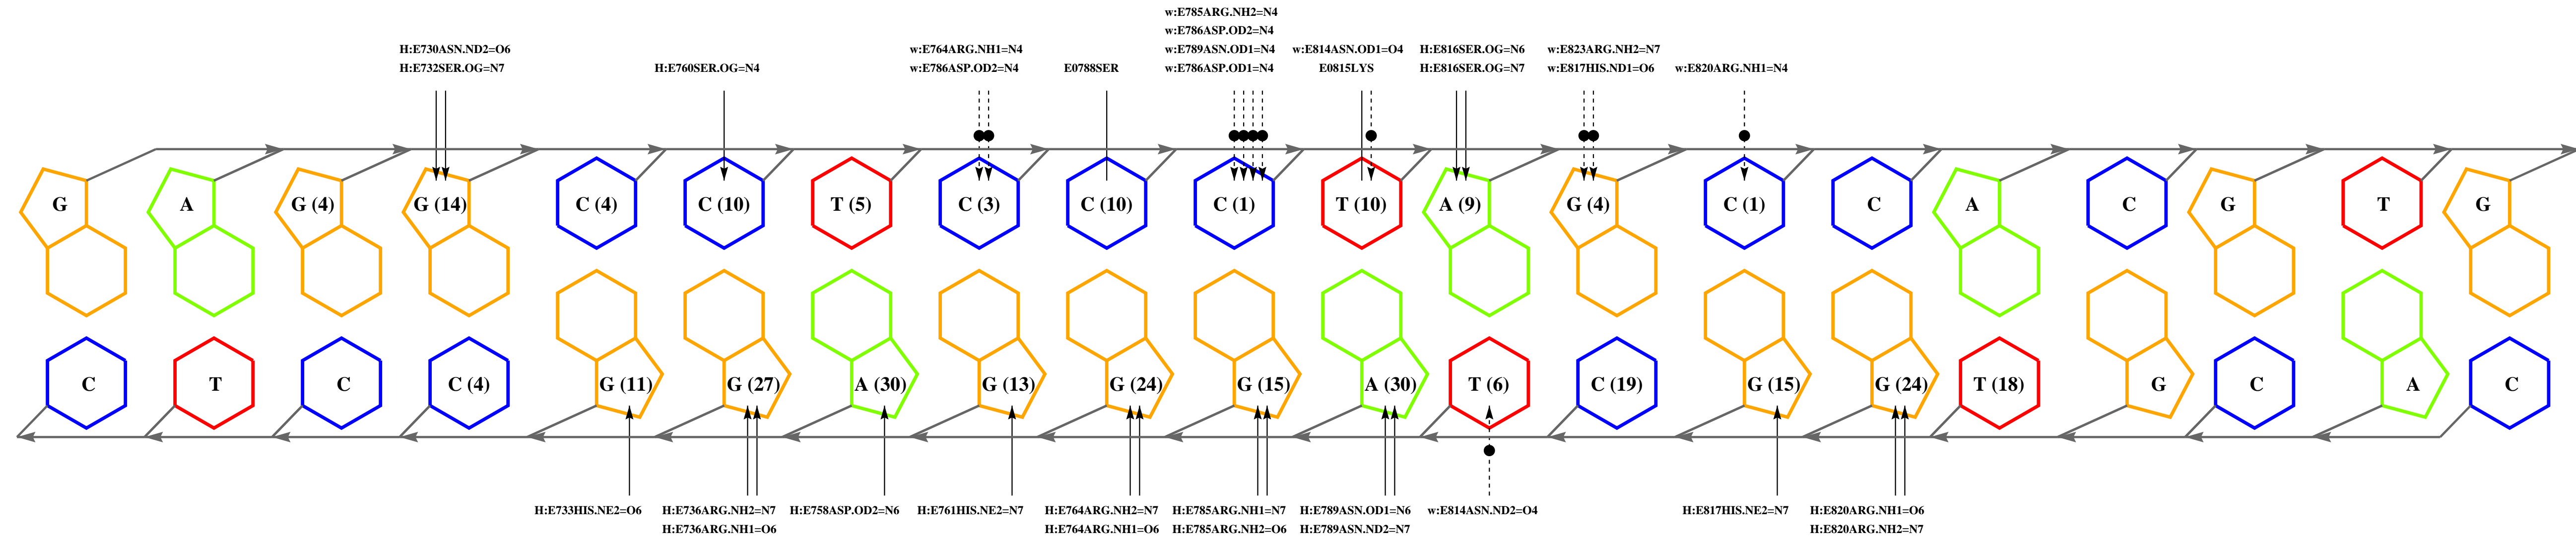 w:E785ARG.NH2=N4
w:E786ASP.OD2=N4
H:E730ASN.ND2=O6 w:E764ARG.NH1=N4 w:E789ASN.OD1=N4 w:E814ASN.OD1=O4 H:E816SER.OG=N6 w:E823ARG.NH2=N7
H:E732SER.OG=N7 H:E760SER.OG=N4 w:E786ASP.OD2=N4 E0788SER w:E786ASP.OD1=N4 E0815LYS H:E816SER.OG=N7 w:E817HIS.ND1=O6 w:E820ARG.NH1=N4
G A G (4) G (14) C (4) C (10) T (5) C (3) C (10) C (1) T (10) A (9) G (4) C (1) C A C G T G
C T C C (4) G (11) G (27) A (30) G (13) G (24) G (15) A (30) T (6) C (19) G (15) G (24) T (18) G C A C
H:E733HIS.NE2=O6 H:E736ARG.NH2=N7 H:E758ASP.OD2=N6 H:E761HIS.NE2=N7 H:E764ARG.NH2=N7 H:E785ARG.NH1=N7 H:E789ASN.OD1=N6 w:E814ASN.ND2=O4 H:E817HIS.NE2=N7 H:E820ARG.NH1=O6
H:E736ARG.NH1=O6 H:E764ARG.NH1=O6 H:E785ARG.NH2=O6 H:E789ASN.ND2=N7 H:E820ARG.NH2=N7